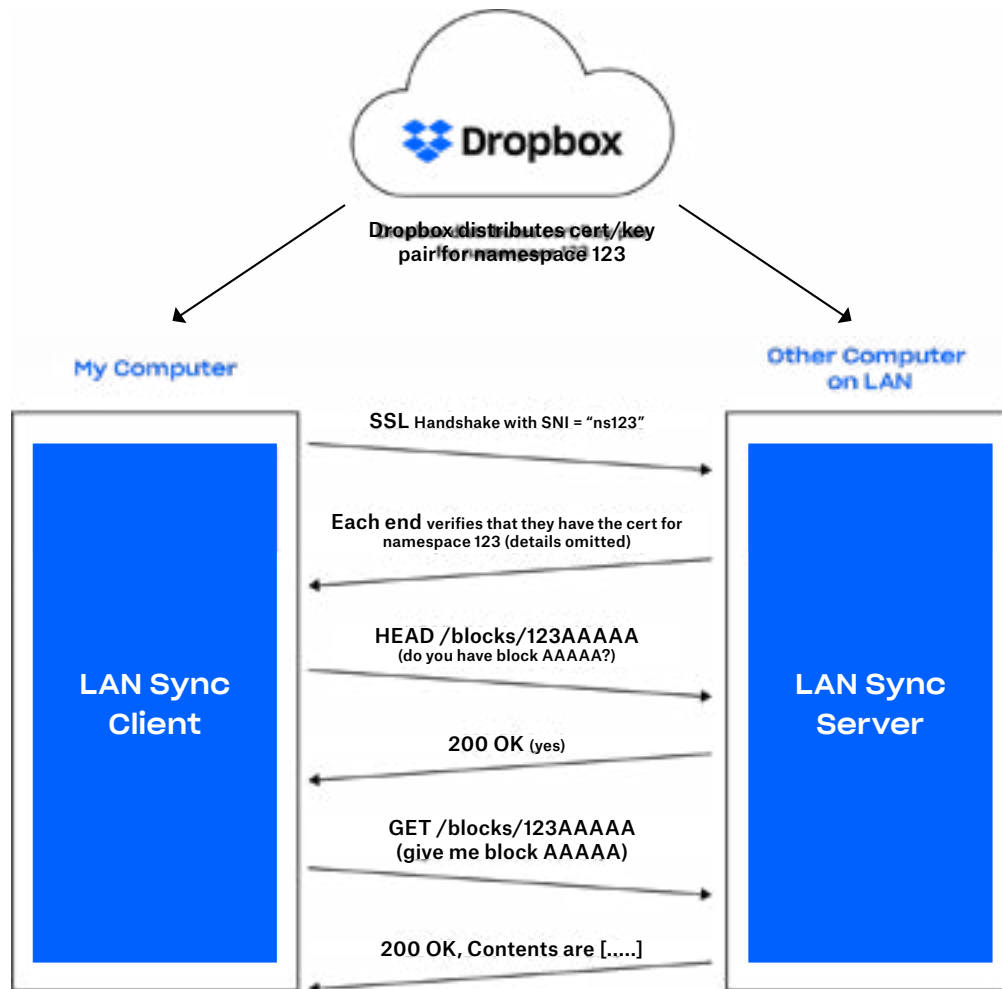 Dropbox
Dropbox distributes cert/key
pair for namespace 123
My Computer
Other Computer
on LAN
SSL Handshake with SNI = “ns123”
Each end verifies that they have the cert for
namespace 123 (details omitted)
HEAD /blocks/123AAAAA
(do you have block AAAAA?)
LAN Sync
Client
LAN Sync
Server
200 OK (yes)
GET /blocks/123AAAAA
(give me block AAAAA)
200 OK, Contents are [.....]